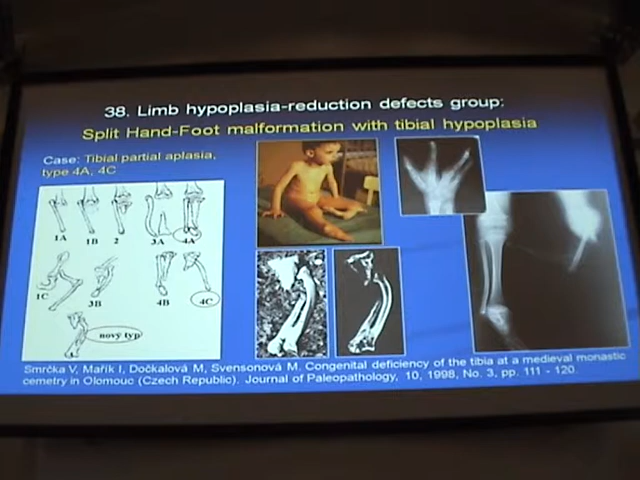 38. Limb hypoplasia-reduction defects group:
Split Hand-Foot malformation with tibial hypoplasia
Case: Tibial partial aplasia,
type 4A, 4C
1A 1B 2 3A 4A
1C 3B 4B 4C
nový typ
Smrčka V, Mařík I, Dočkalová M, Svensonová M. Congenital deficiency of the tibia at a medieval monastic
cemetry in Olomouc (Czech Republic). Journal of Paleopathology, 10, 1998, No. 3, pp. 111 - 120.